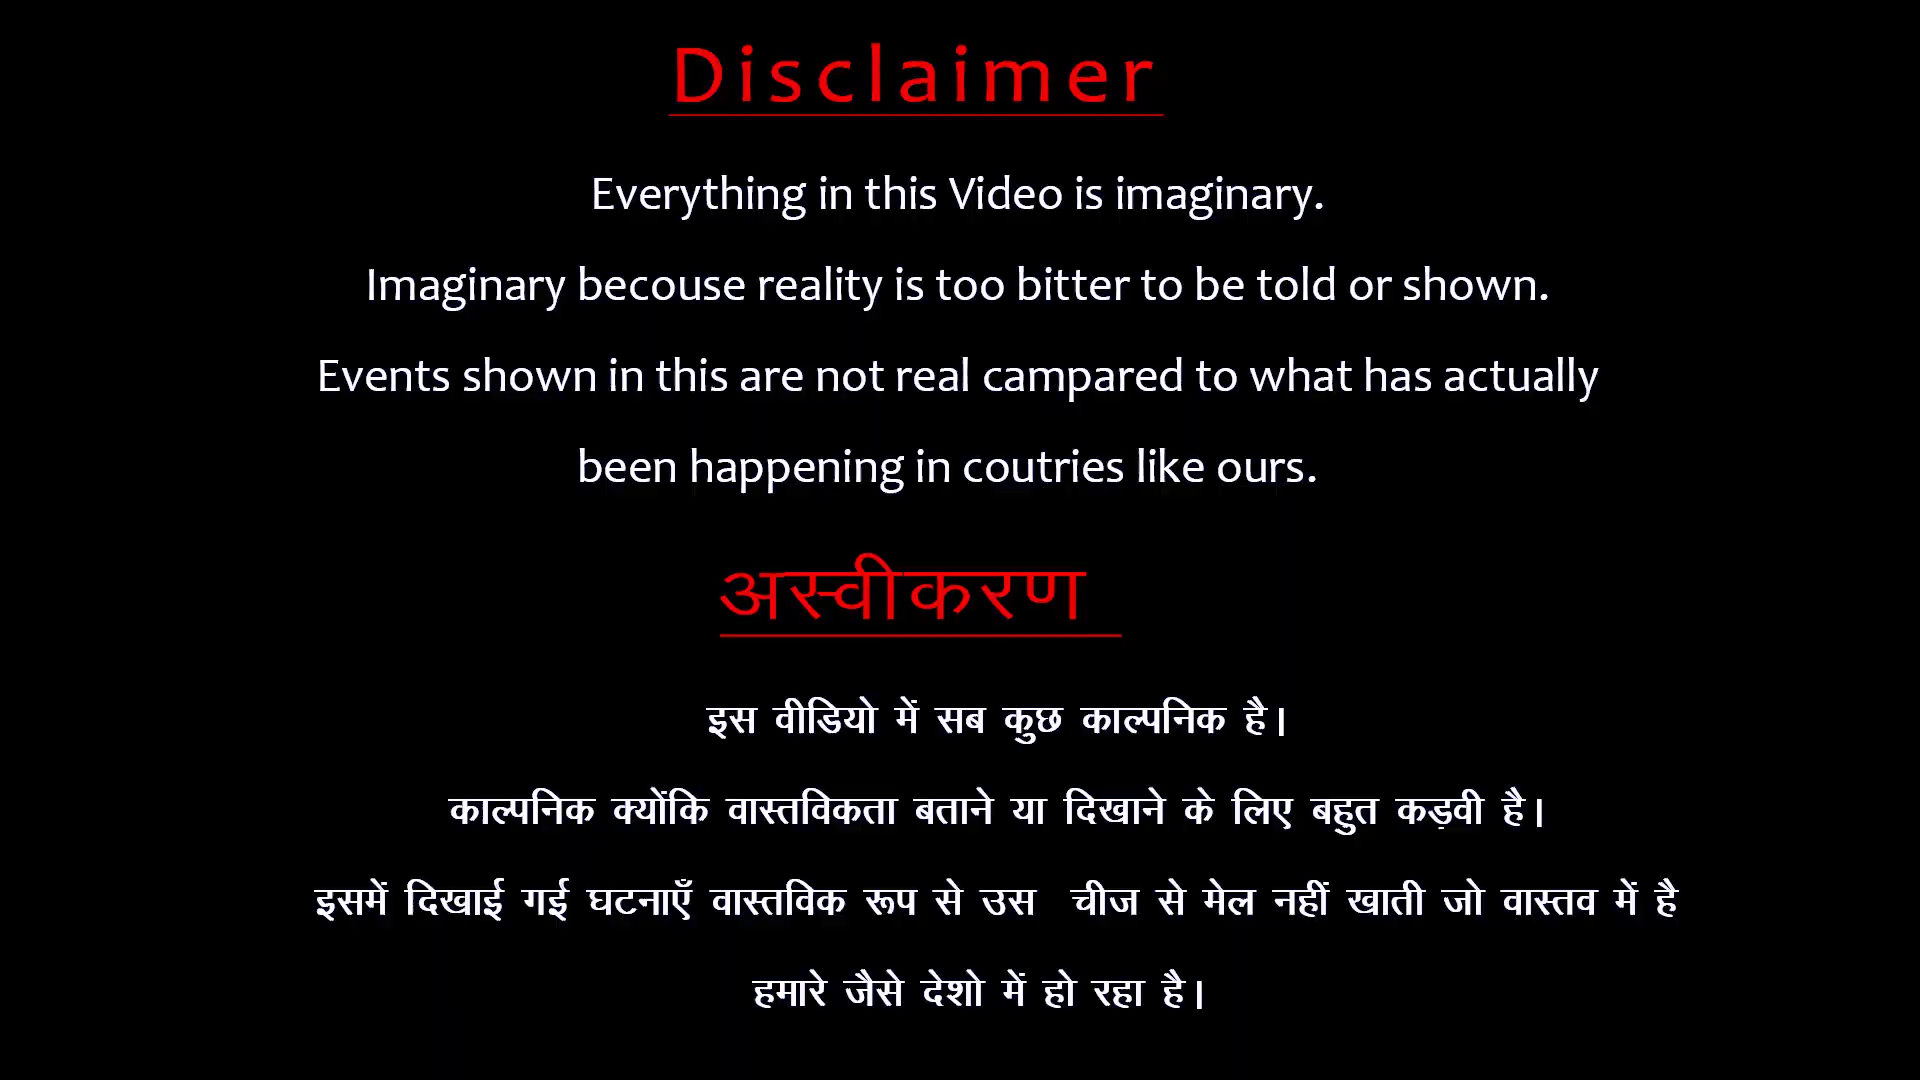 Disclaimer
Everything in this Video is imaginary.
Imaginary becouse reality is too bitter to be told or shown.
Events shown in this are not real campared to what has actually
been happening in coutries like ours.
अस्वीकरण
इस वीडियो में सब कुछ काल्पनिक है।
काल्पनिक क्योंकि वास्तविकता बताने या दिखाने के लिए बहुत कड़वी है।
इसमें दिखाई गई घटनाएँ वास्तविक रूप से उस चीज से मेल नहीं खाती जो वास्तव में है
हमारे जैसे देशो में हो रहा है।